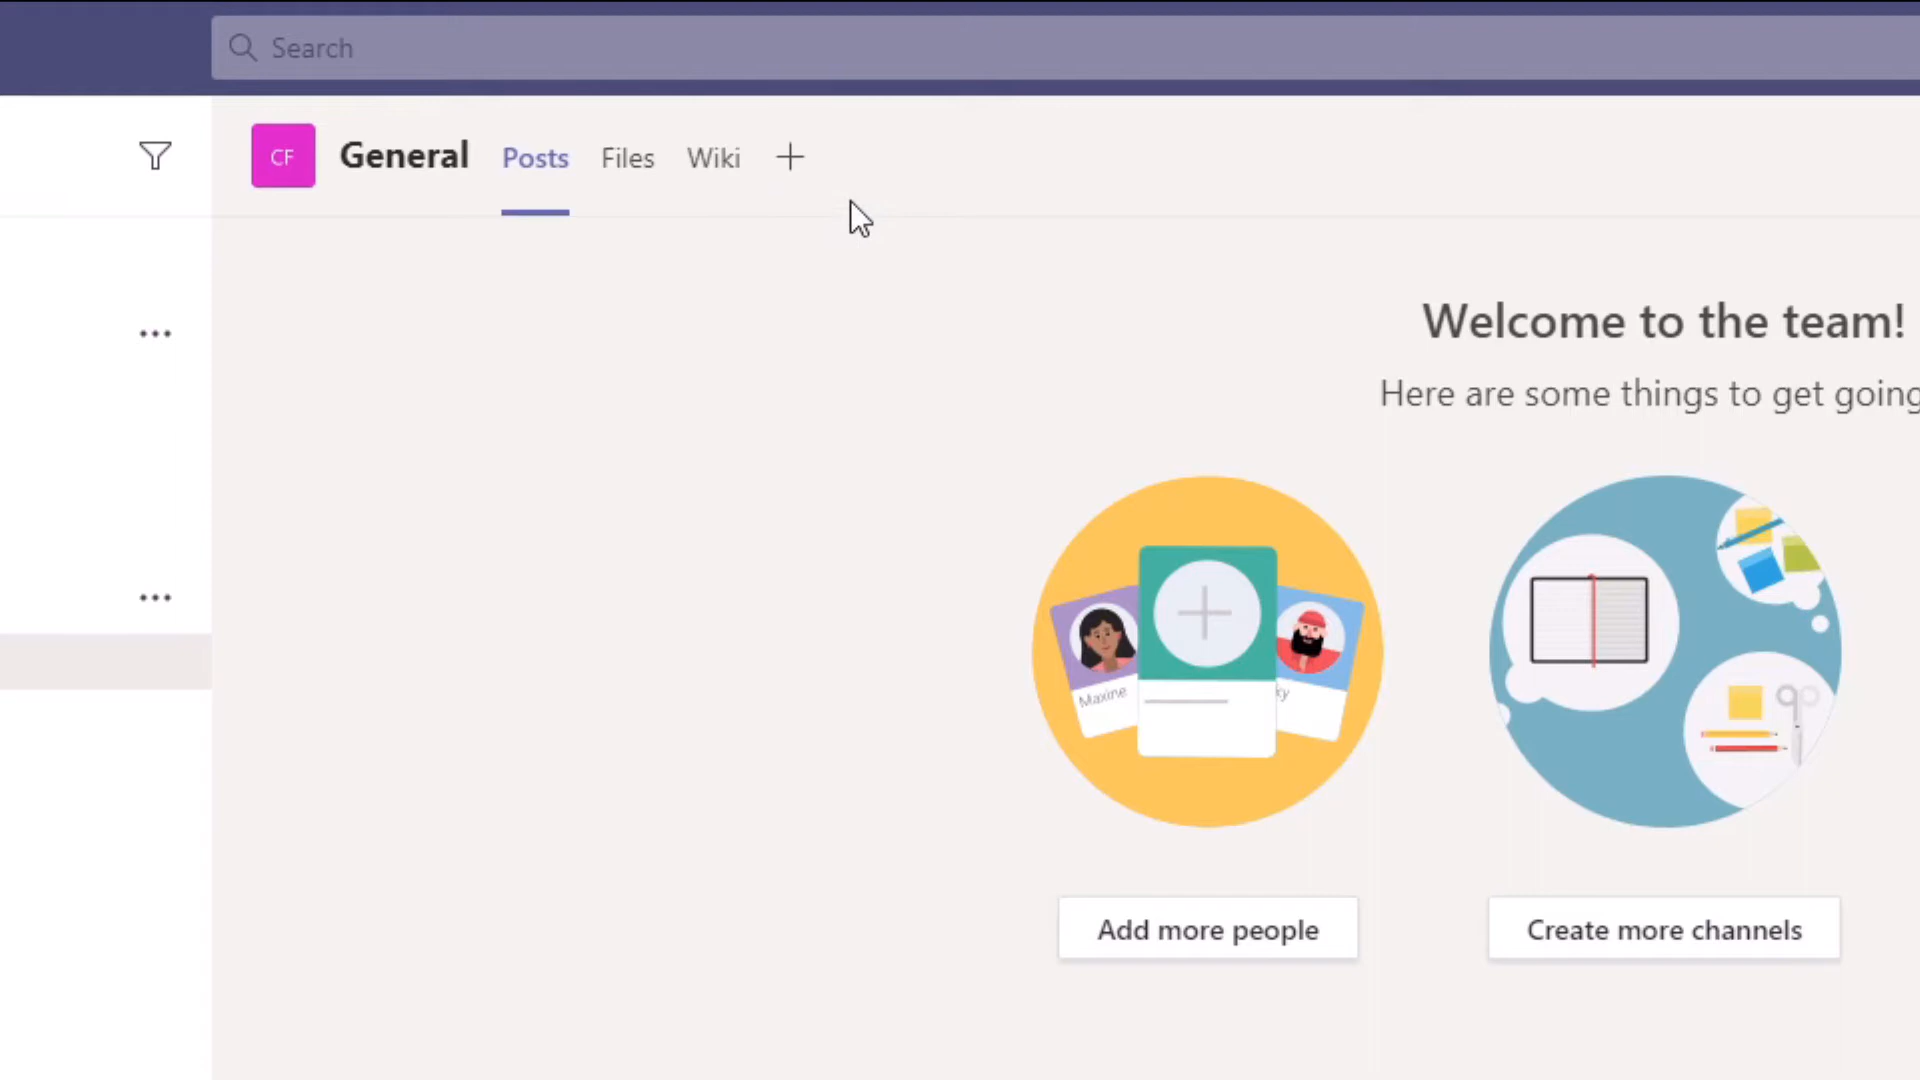 Search
CF
General
Posts
Files
Wiki
Welcome to the team!
Here are some things to get going
Maxine
ky
Add more people
Create more channels